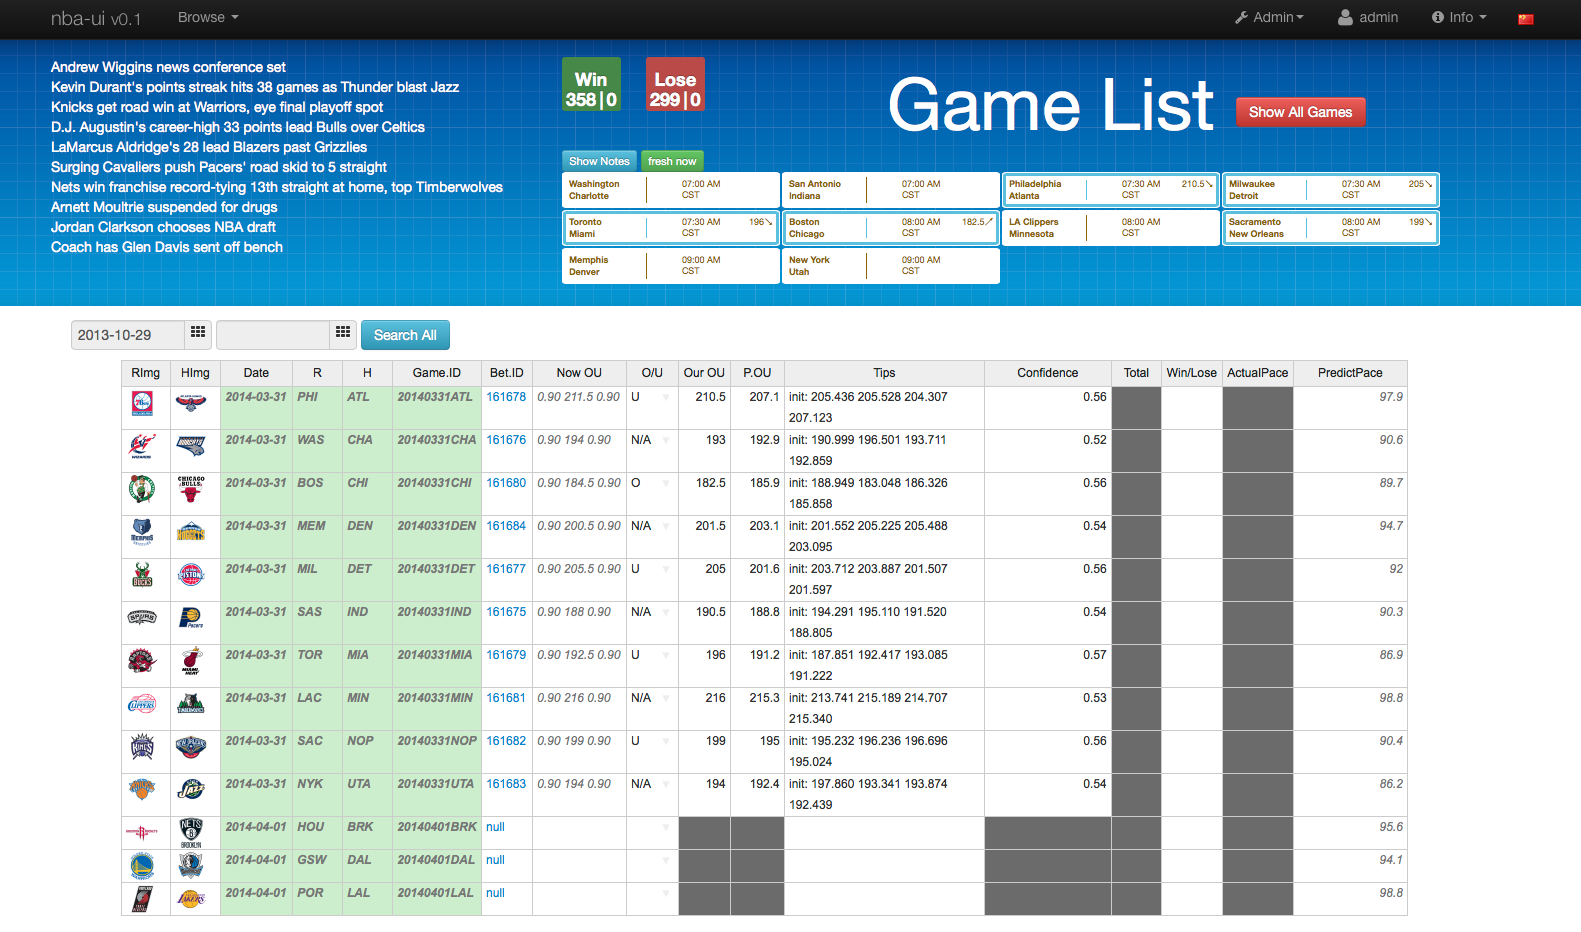 nba-ui v0.1 Browse Admin admin Info
Andrew Wiggins news conference set
Kevin Durant's points streak hits 38 games as Thunder blast Jazz
Knicks get road win at Warriors, eye final playoff spot
D.J. Augustin's career-high 33 points lead Bulls over Celtics
LaMarcus Aldridge's 28 lead Blazers past Grizzlies
Surging Cavaliers push Pacers' road skid to 5 straight
Nets win franchise record-tying 13th straight at home, top Timberwolves
Arnett Moultrie suspended for drugs
Jordan Clarkson chooses NBA draft
Coach has Glen Davis sent off bench
Win
358|0
Lose
299|0
Game List
Show All Games
Show Notes fresh now
Washington 07:00 AM
Charlotte CST
San Antonio 07:00 AM
Indiana CST
Philadelphia 07:30 AM 210.5↘
Atlanta CST
Milwaukee 07:30 AM 205↘
Detroit CST
Toronto 07:30 AM 196↘
Miami CST
Boston 08:00 AM 182.5↗
Chicago CST
LA Clippers 08:00 AM
Minnesota CST
Sacramento 08:00 AM 199↘
New Orleans CST
Memphis 09:00 AM
Denver CST
New York 09:00 AM
Utah CST
2013-10-29 Search All
RImg HImg Date R H Game.ID Bet.ID Now OU O/U Our OU P.OU Tips Confidence Total Win/Lose ActualPace PredictPace
2014-03-31 PHI ATL 20140331ATL 161678 0.90 211.5 0.90 U 210.5 207.1 init: 205.436 205.528 204.307 0.56 97.9
207.123
2014-03-31 WAS CHA 20140331CHA 161676 0.90 194 0.90 N/A 193 192.9 init: 190.999 196.501 193.711 0.52 90.6
192.859
2014-03-31 BOS CHI 20140331CHI 161680 0.90 184.5 0.90 O 182.5 185.9 init: 188.949 183.048 186.326 0.56 89.7
185.858
2014-03-31 MEM DEN 20140331DEN 161684 0.90 200.5 0.90 N/A 201.5 203.1 init: 201.552 205.225 205.488 0.54 94.7
203.095
2014-03-31 MIL DET 20140331DET 161677 0.90 205.5 0.90 U 205 201.6 init: 203.712 203.887 201.507 0.56 92
201.597
2014-03-31 SAS IND 20140331IND 161675 0.90 188 0.90 N/A 190.5 188.8 init: 194.291 195.110 191.520 0.54 90.3
188.805
2014-03-31 TOR MIA 20140331MIA 161679 0.90 192.5 0.90 U 196 191.2 init: 187.851 192.417 193.085 0.57 86.9
191.222
2014-03-31 LAC MIN 20140331MIN 161681 0.90 216 0.90 N/A 216 215.3 init: 213.741 215.189 214.707 0.53 98.8
215.340
2014-03-31 SAC NOP 20140331NOP 161682 0.90 199 0.90 U 199 195 init: 195.232 196.236 196.696 0.56 90.4
195.024
2014-03-31 NYK UTA 20140331UTA 161683 0.90 194 0.90 N/A 194 192.4 init: 197.860 193.341 193.874 0.54 86.2
192.439
2014-04-01 HOU BRK 20140401BRK null 95.6
2014-04-01 GSW DAL 20140401DAL null 94.1
2014-04-01 POR LAL 20140401LAL null 98.8